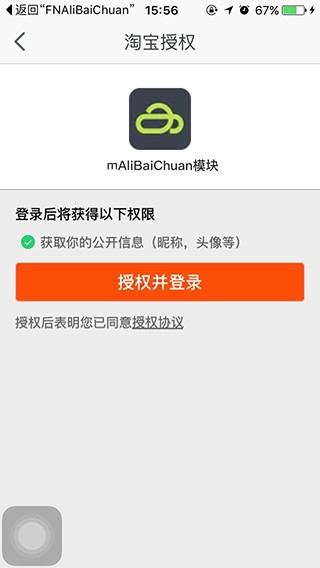 返回“FNAliBaiChuan” 15:56 67%
淘宝授权
mAliBaiChuan模块
登录后将获得以下权限
获取你的公开信息（昵称，头像等）
授权并登录
授权后表明您已同意授权协议